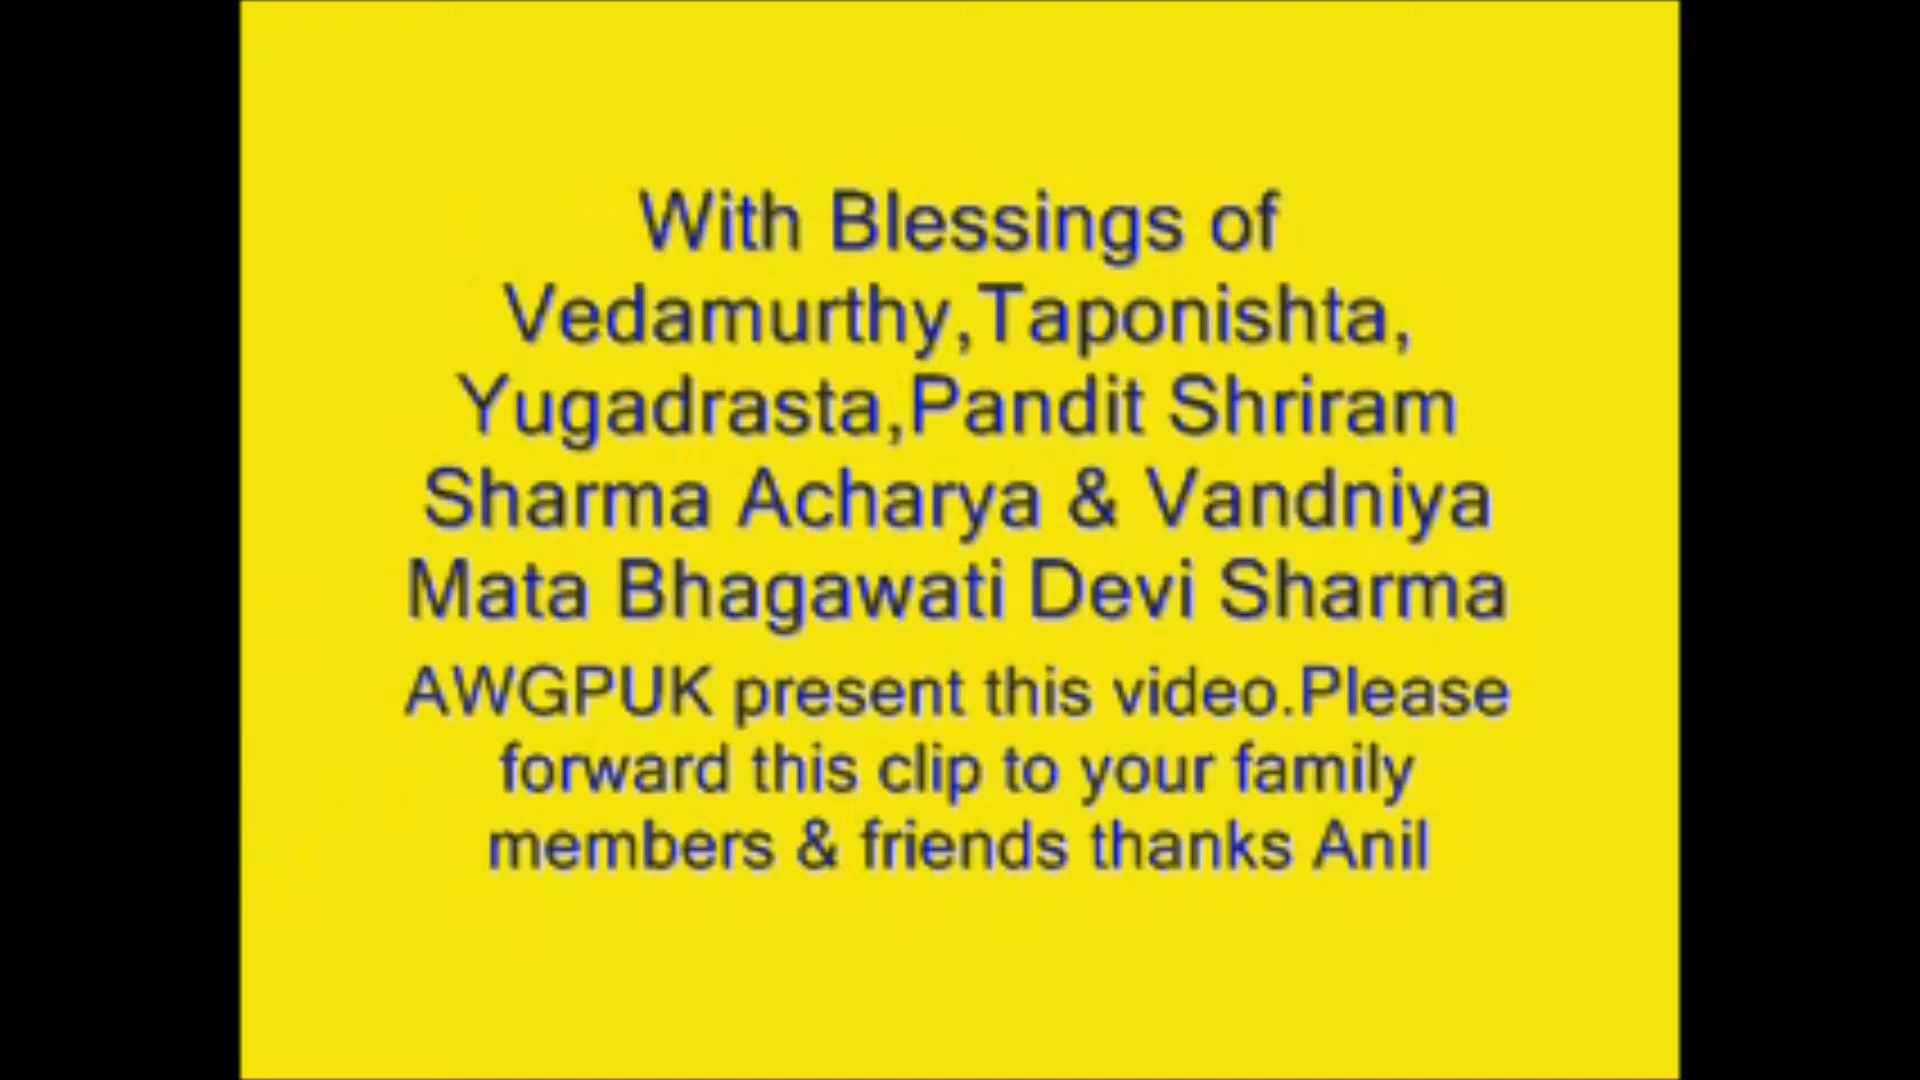 With Blessings of
Vedamurthy,Taponishta,
Yugadrasta,Pandit Shriram
Sharma Acharya & Vandniya
Mata Bhagawati Devi Sharma
AWGPUK present this video.Please
forward this clip to your family
members & friends thanks Anil